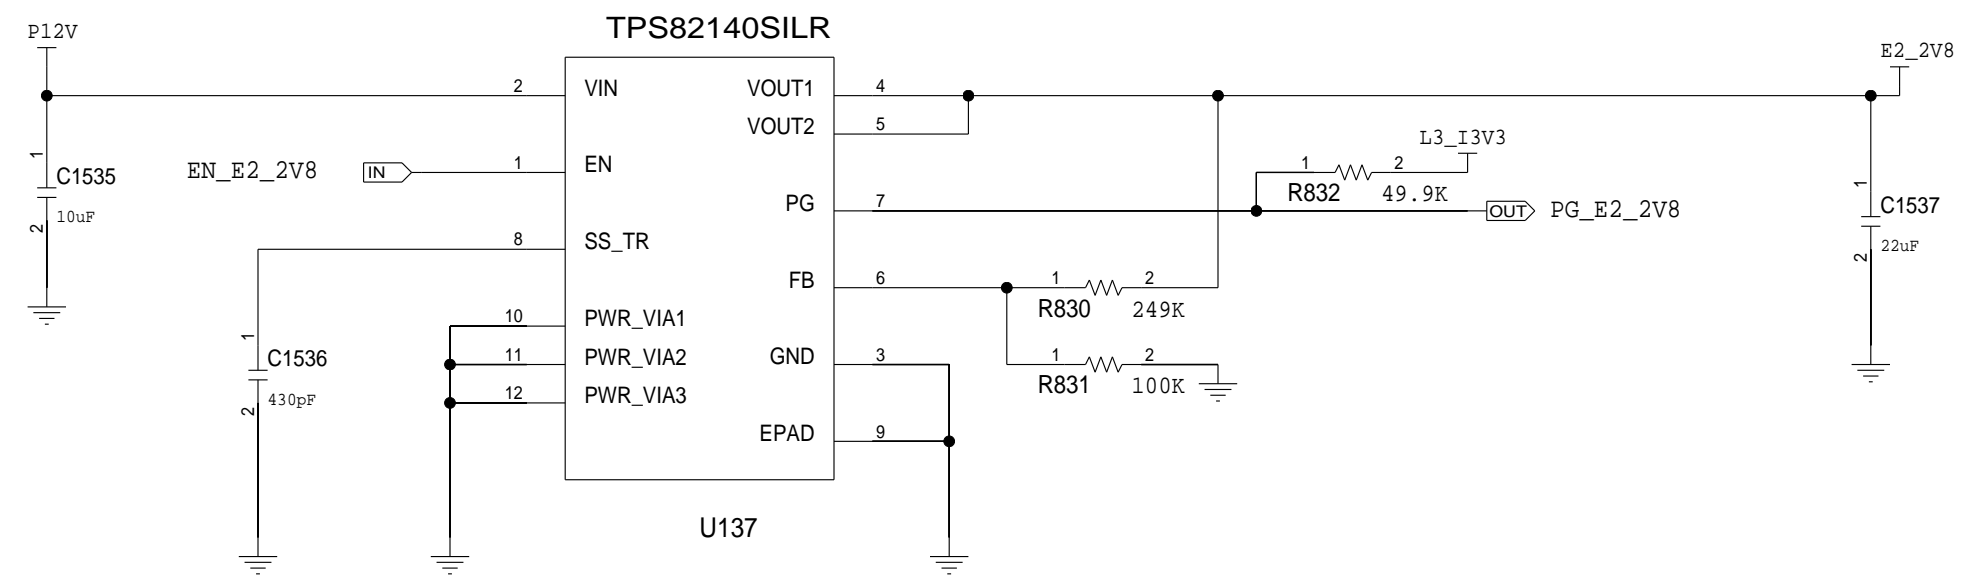 TPS82140SILR
P12V
E2_2V8
2 VIN VOUT1 4
VOUT2 5
L3_I3V3
1 2
R832 49.9K
EN_E2_2V8 IN 1 EN
1
C1535
10uF
2
PG 7 OUT PG_E2_2V8
1
C1537
22uF
2
8 SS_TR
FB 6 1 2
R830 249K
10 PWR_VIA1
11 PWR_VIA2 GND 3 1 2
R831 100K
1
C1536
430pF
2
12 PWR_VIA3
EPAD 9
U137